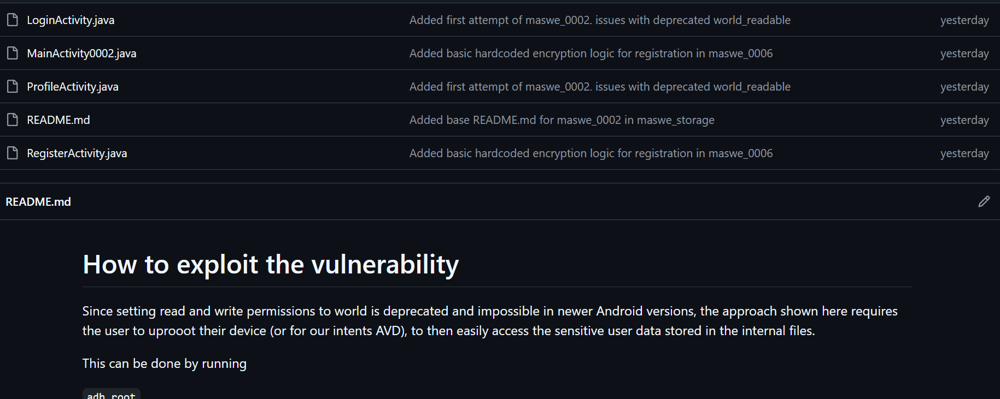 LoginActivity.java Added first attempt of maswe_0002. issues with deprecated world_readable yesterday
MainActivity0002.java Added basic hardcoded encryption logic for registration in maswe_0006 yesterday
ProfileActivity.java Added first attempt of maswe_0002. issues with deprecated world_readable yesterday
README.md Added base README.md for maswe_0002 in maswe_storage yesterday
RegisterActivity.java Added basic hardcoded encryption logic for registration in maswe_0006 yesterday
README.md
How to exploit the vulnerability
Since setting read and write permissions to world is deprecated and impossible in newer Android versions, the approach shown here requires
the user to uprooot their device (or for our intents AVD), to then easily access the sensitive user data stored in the internal files.
This can be done by running
adb root